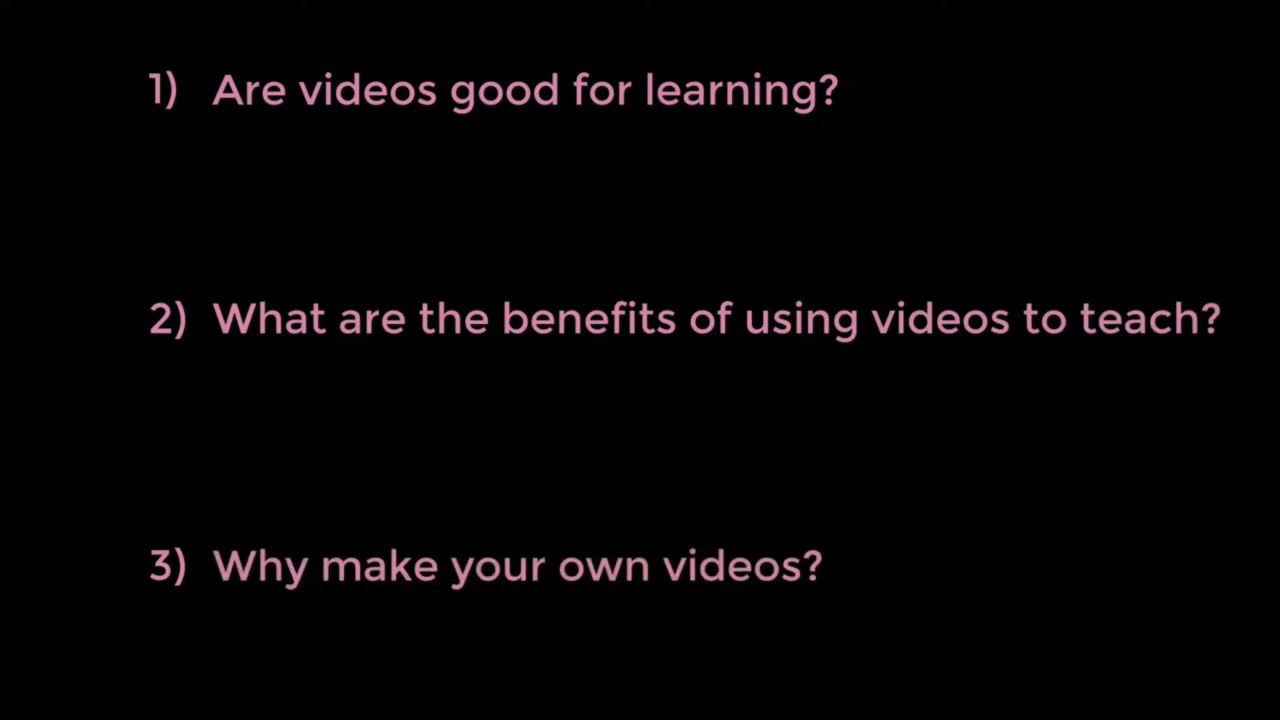 1) Are videos good for learning?
2) What are the benefits of using videos to teach?
3) Why make your own videos?